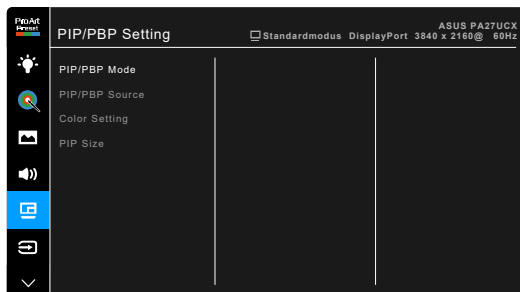 ProArt
Preset
ASUS PA27UCX
PIP/PBP Setting
Standardmodus DisplayPort 3840 x 2160@ 60Hz
PIP/PBP Mode
PIP/PBP Source
Color Setting
PIP Size